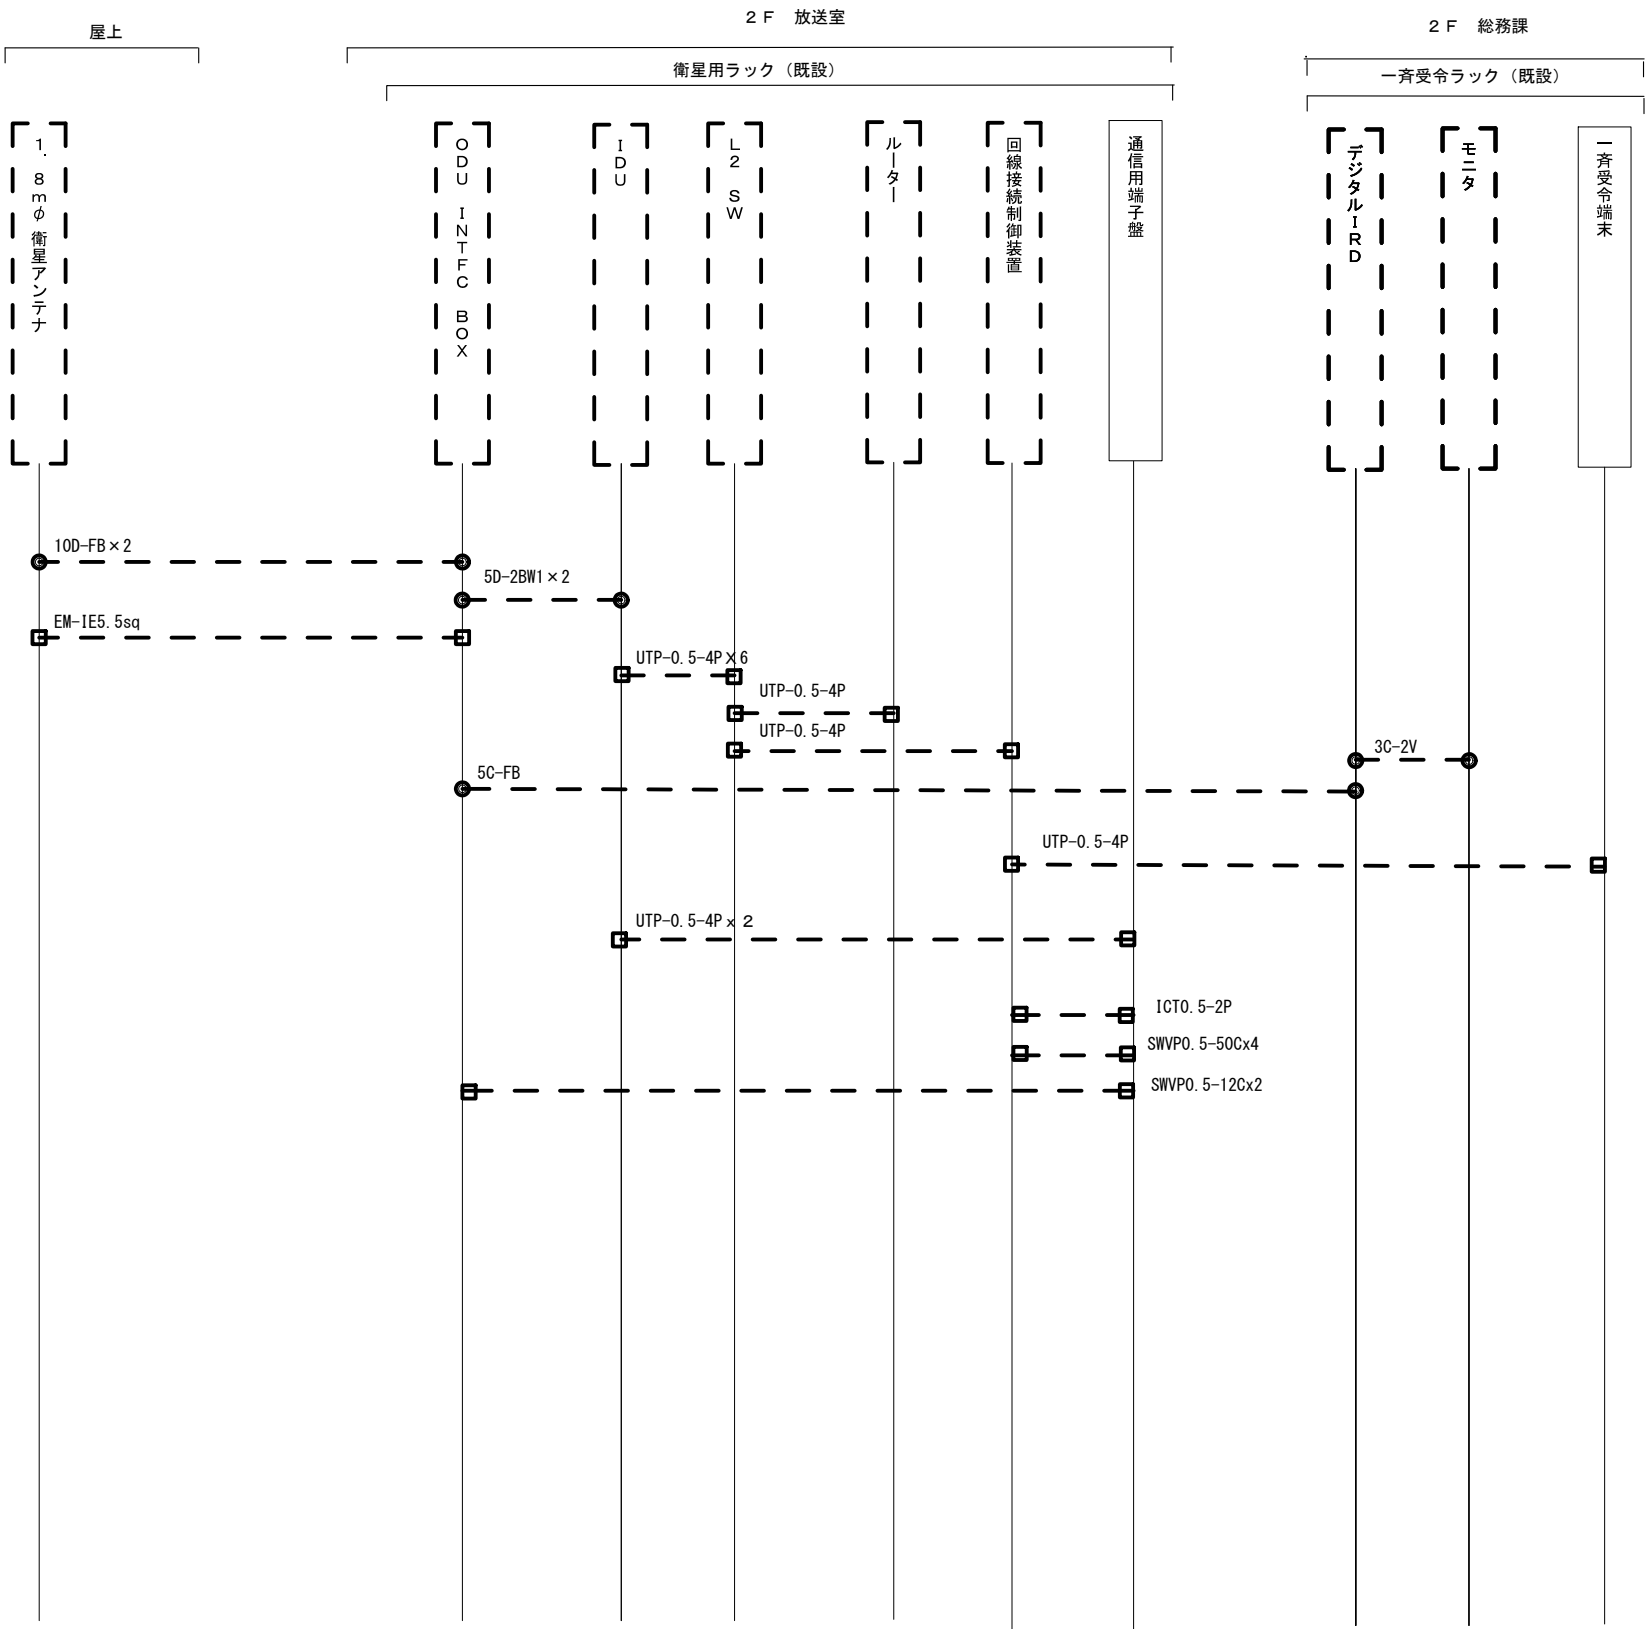 屋上
２Ｆ　放送室
２Ｆ　総務課
衛星用ラック（既設）
一斉受令ラック（既設）
１．８ｍφ 衛星アンテナ
ＯＤＵ　ＩＮＴＦＣ　ＢＯＸ
ＩＤＵ
Ｌ２　ＳＷ
ルーター
回線接続制御装置
通信用端子盤
デジタルＩＲＤ
モニタ
一斉受令端末
10D-FB×2
5D-2BW1×2
EM-IE5.5sq
UTP-0.5-4P×6
UTP-0.5-4P
UTP-0.5-4P
3C-2V
5C-FB
UTP-0.5-4P
UTP-0.5-4Pｘ２
ICT0.5-2P
SWVP0.5-50Cx4
SWVP0.5-12Cx2